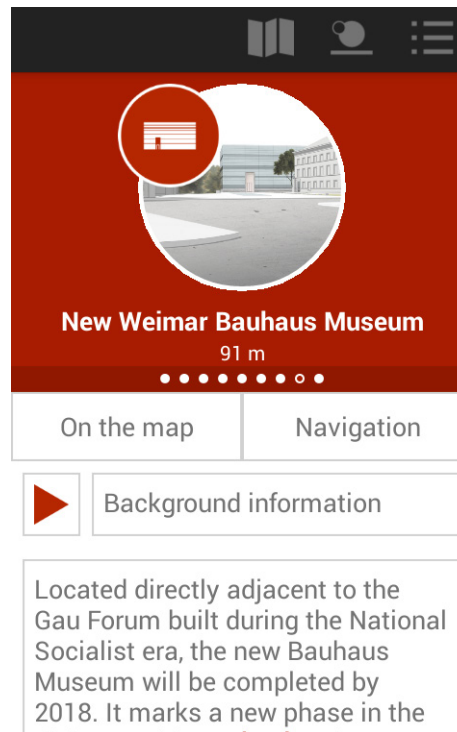 New Weimar Bauhaus Museum
91 m
On the map
Navigation
Background information
Located directly adjacent to the
Gau Forum built during the National
Socialist era, the new Bauhaus
Museum will be completed by
2018. It marks a new phase in the